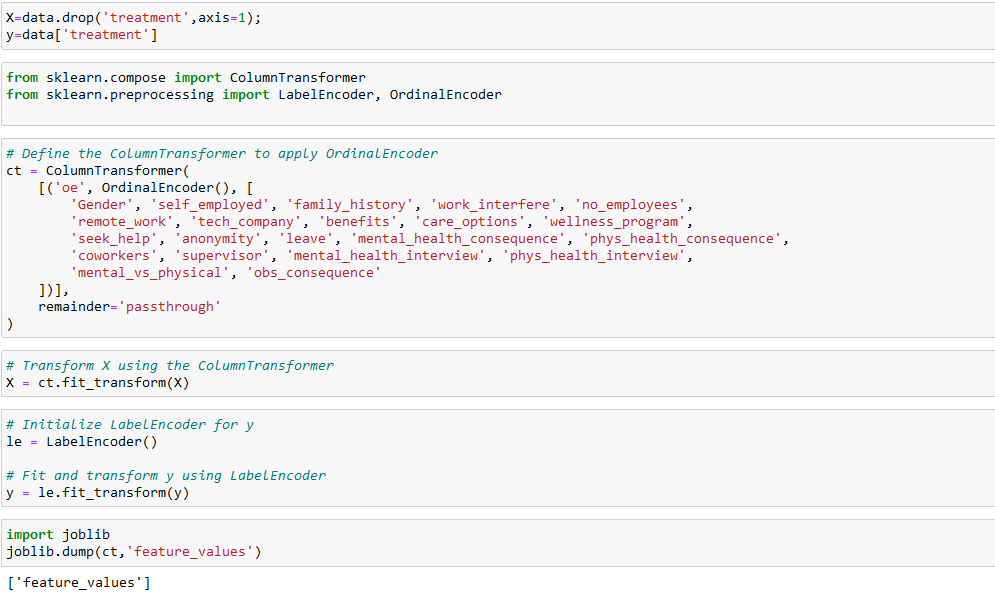 X=data.drop('treatment',axis=1);
y=data['treatment']
from sklearn.compose import ColumnTransformer
from sklearn.preprocessing import LabelEncoder, OrdinalEncoder
# Define the ColumnTransformer to apply OrdinalEncoder
ct = ColumnTransformer(
    [('oe', OrdinalEncoder(), [
        'Gender', 'self_employed', 'family_history', 'work_interfere', 'no_employees',
        'remote_work', 'tech_company', 'benefits', 'care_options', 'wellness_program',
        'seek_help', 'anonymity', 'leave', 'mental_health_consequence', 'phys_health_consequence',
        'coworkers', 'supervisor', 'mental_health_interview', 'phys_health_interview',
        'mental_vs_physical', 'obs_consequence'
    ])],
    remainder='passthrough'
)
# Transform X using the ColumnTransformer
X = ct.fit_transform(X)
# Initialize LabelEncoder for y
le = LabelEncoder()
# Fit and transform y using LabelEncoder
y = le.fit_transform(y)
import joblib
joblib.dump(ct,'feature_values')
['feature_values']